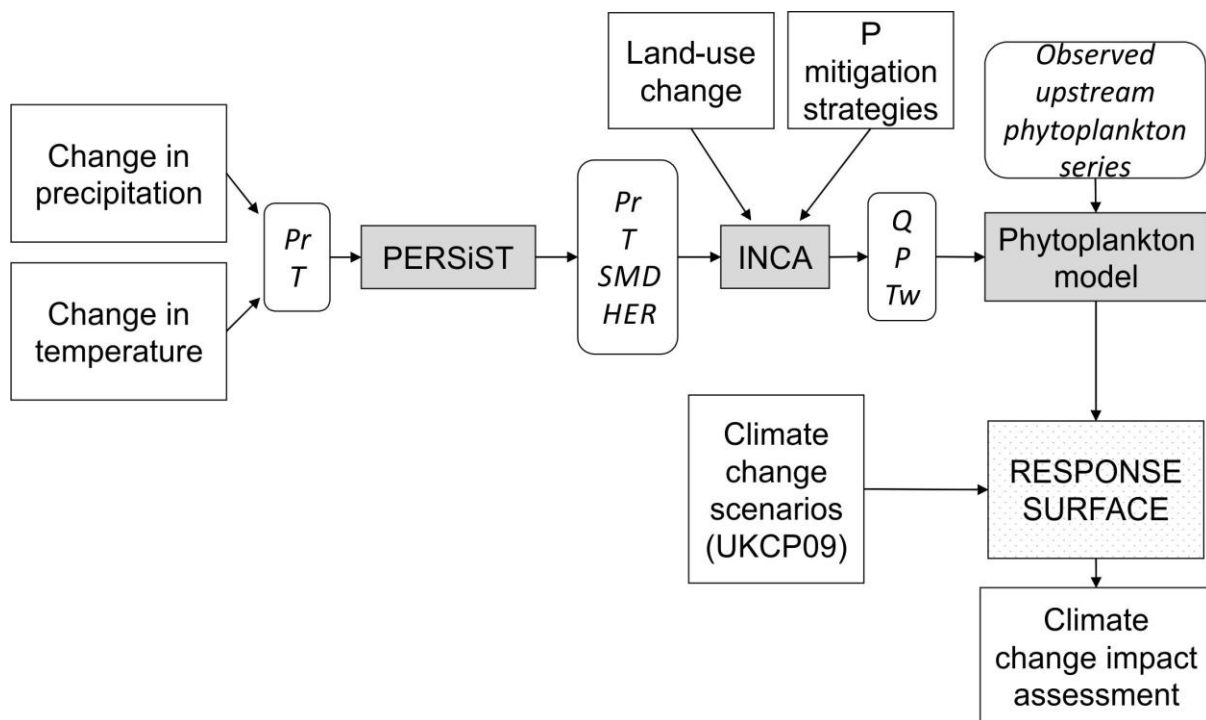 Change in
precipitation
Change in
temperature
Pr
T
PERSiST
Pr
T
SMD
HER
Land-use
change
P
mitigation
strategies
INCA
Q
P
Tw
Observed
upstream
phytoplankton
series
Phytoplankton
model
Climate
change
scenarios
(UKCP09)
RESPONSE
SURFACE
Climate
change impact
assessment